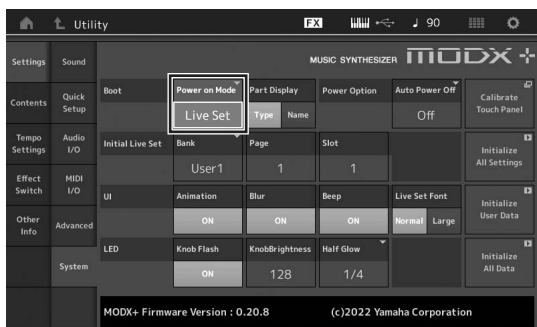 Utility FX 90
MUSIC SYNTHESIZER MODX+
Settings Sound
Boot Power on Mode Part Display Power Option Auto Power Off
Live Set Type Name Off
Calibrate
Touch Panel
Contents Quick
Setup
Tempo
Settings Audio
I/O
Initial Live Set Bank Page Slot
User1 1 1
Initialize
All Settings
Effect
Switch MIDI
I/O
UI Animation Blur Beep Live Set Font
ON ON ON Normal Large
Initialize
User Data
Other
Info Advanced
LED Knob Flash KnobBrightness Half Glow
ON 128 1/4
Initialize
All Data
System
MODX+ Firmware Version : 0.20.8 (c)2022 Yamaha Corporation